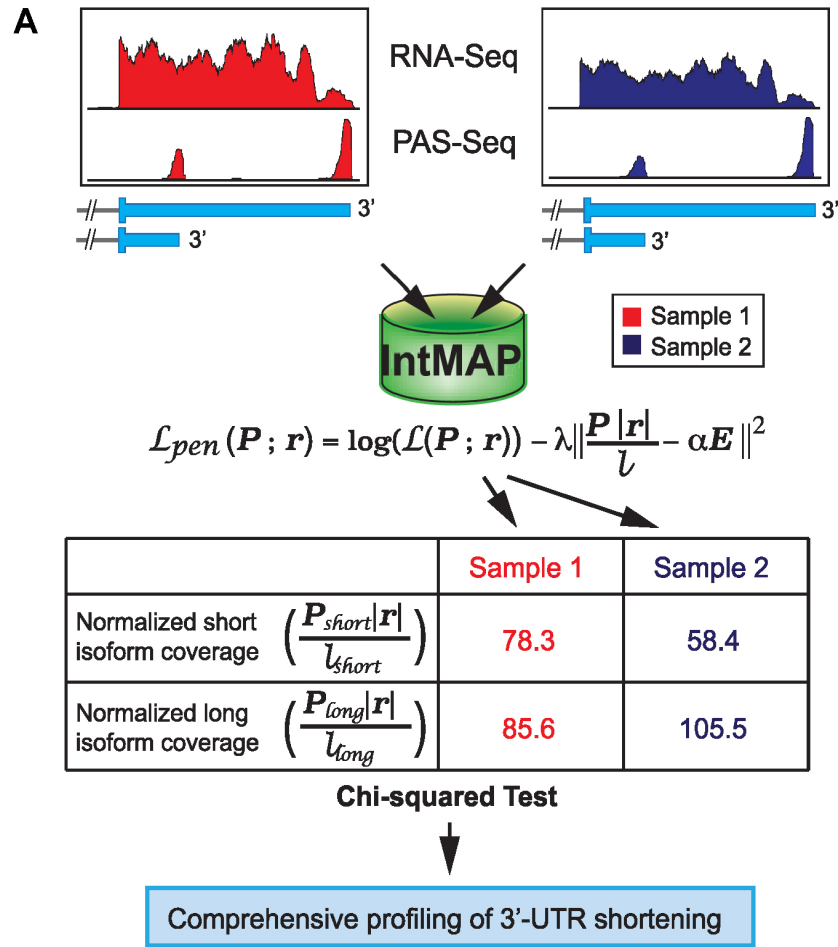 A
RNA-Seq
PAS-Seq
3’
3’
3’
3’
IntMAP
Sample 1
Sample 2
ℒpen (P ; r) = log(ℒ(P ; r)) − λ‖P |r| / l − αE ‖²
Sample 1 Sample 2
Normalized short isoform coverage (Pshort|r| / lshort) 78.3 58.4
Normalized long isoform coverage (Plong|r| / llong) 85.6 105.5
Chi-squared Test
Comprehensive profiling of 3’-UTR shortening